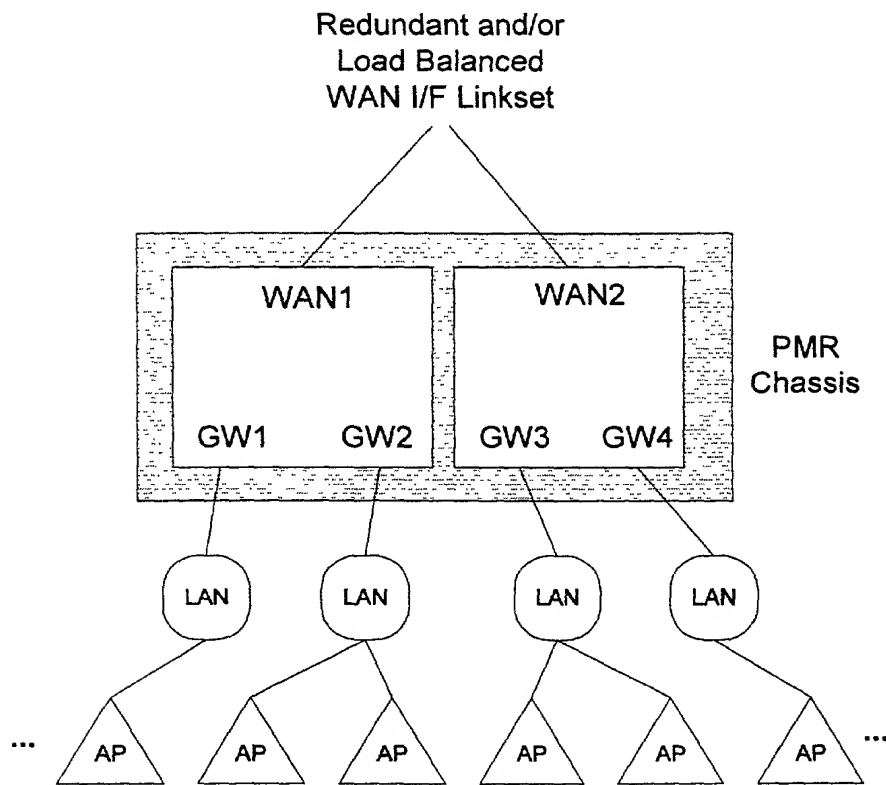 Redundant and/or
Load Balanced
WAN I/F Linkset
WAN1
WAN2
PMR
Chassis
GW1
GW2
GW3
GW4
LAN
LAN
LAN
LAN
...
AP
AP
AP
AP
AP
AP
...